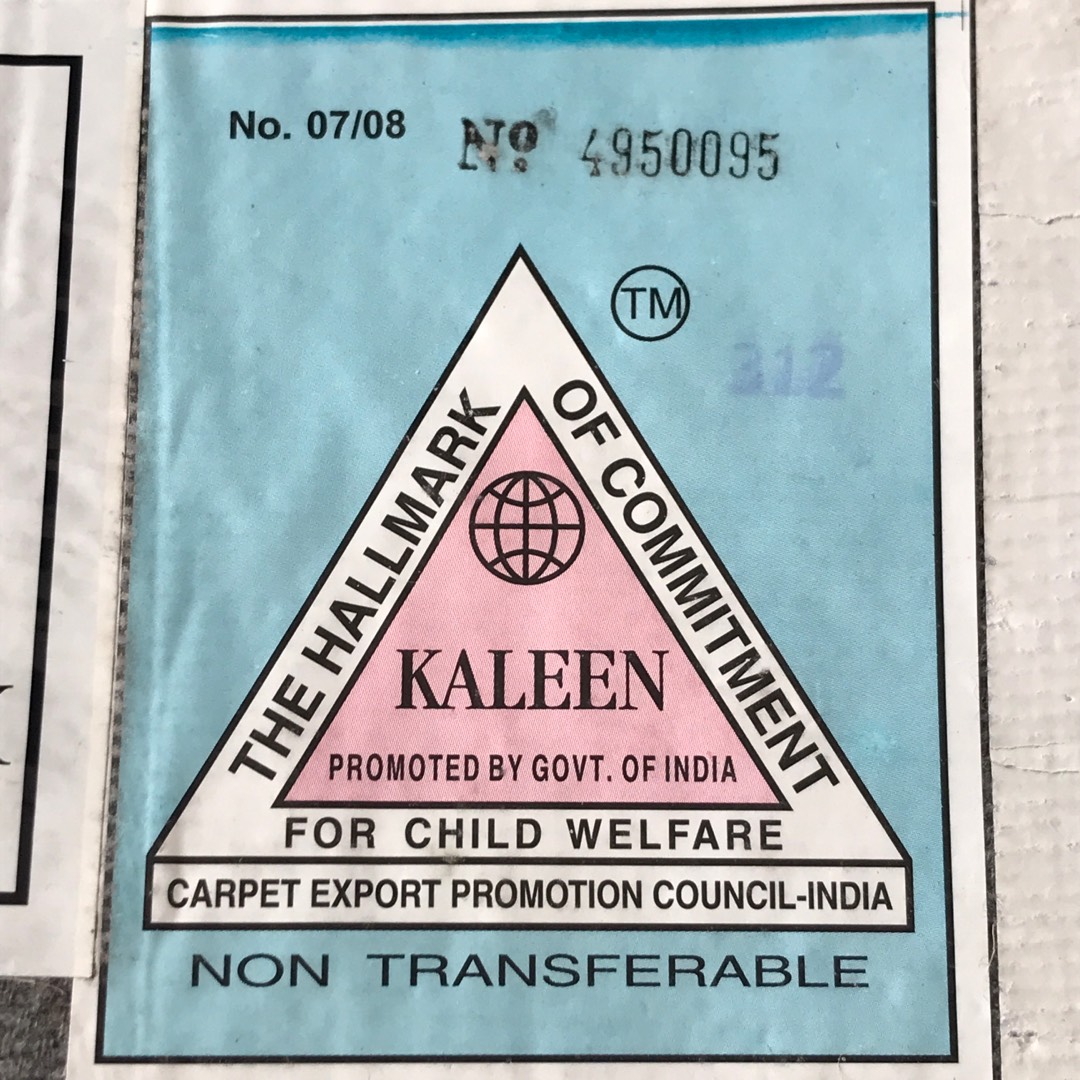 No. 07/08 No 4950095
TM
312
THE HALLMARK OF COMMITMENT
KALEEN
PROMOTED BY GOVT. OF INDIA
FOR CHILD WELFARE
CARPET EXPORT PROMOTION COUNCIL-INDIA
NON TRANSFERABLE